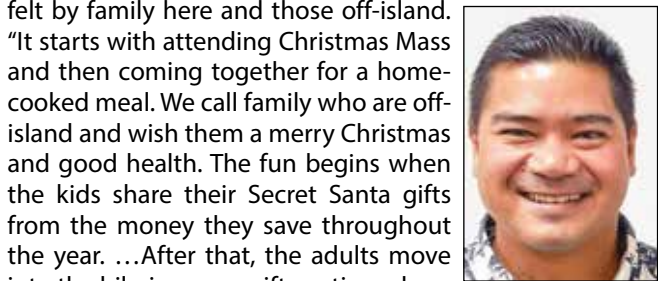 felt by family here and those off-island.
“It starts with attending Christmas Mass
and then coming together for a home-
cooked meal. We call family who are off-
island and wish them a merry Christmas
and good health. The fun begins when
the kids share their Secret Santa gifts
from the money they save throughout
the year. …After that, the adults move